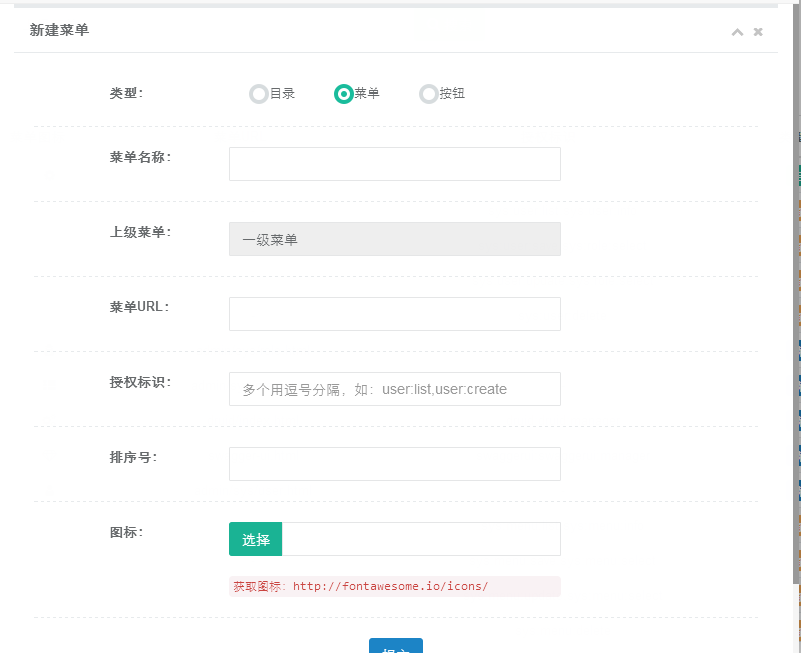 新建菜单
类型： 目录 菜单 按钮
菜单名称：
上级菜单： 一级菜单
菜单URL：
授权标识： 多个用逗号分隔，如：user:list,user:create
排序号：
图标： 选择
获取图标：http://fontawesome.io/icons/